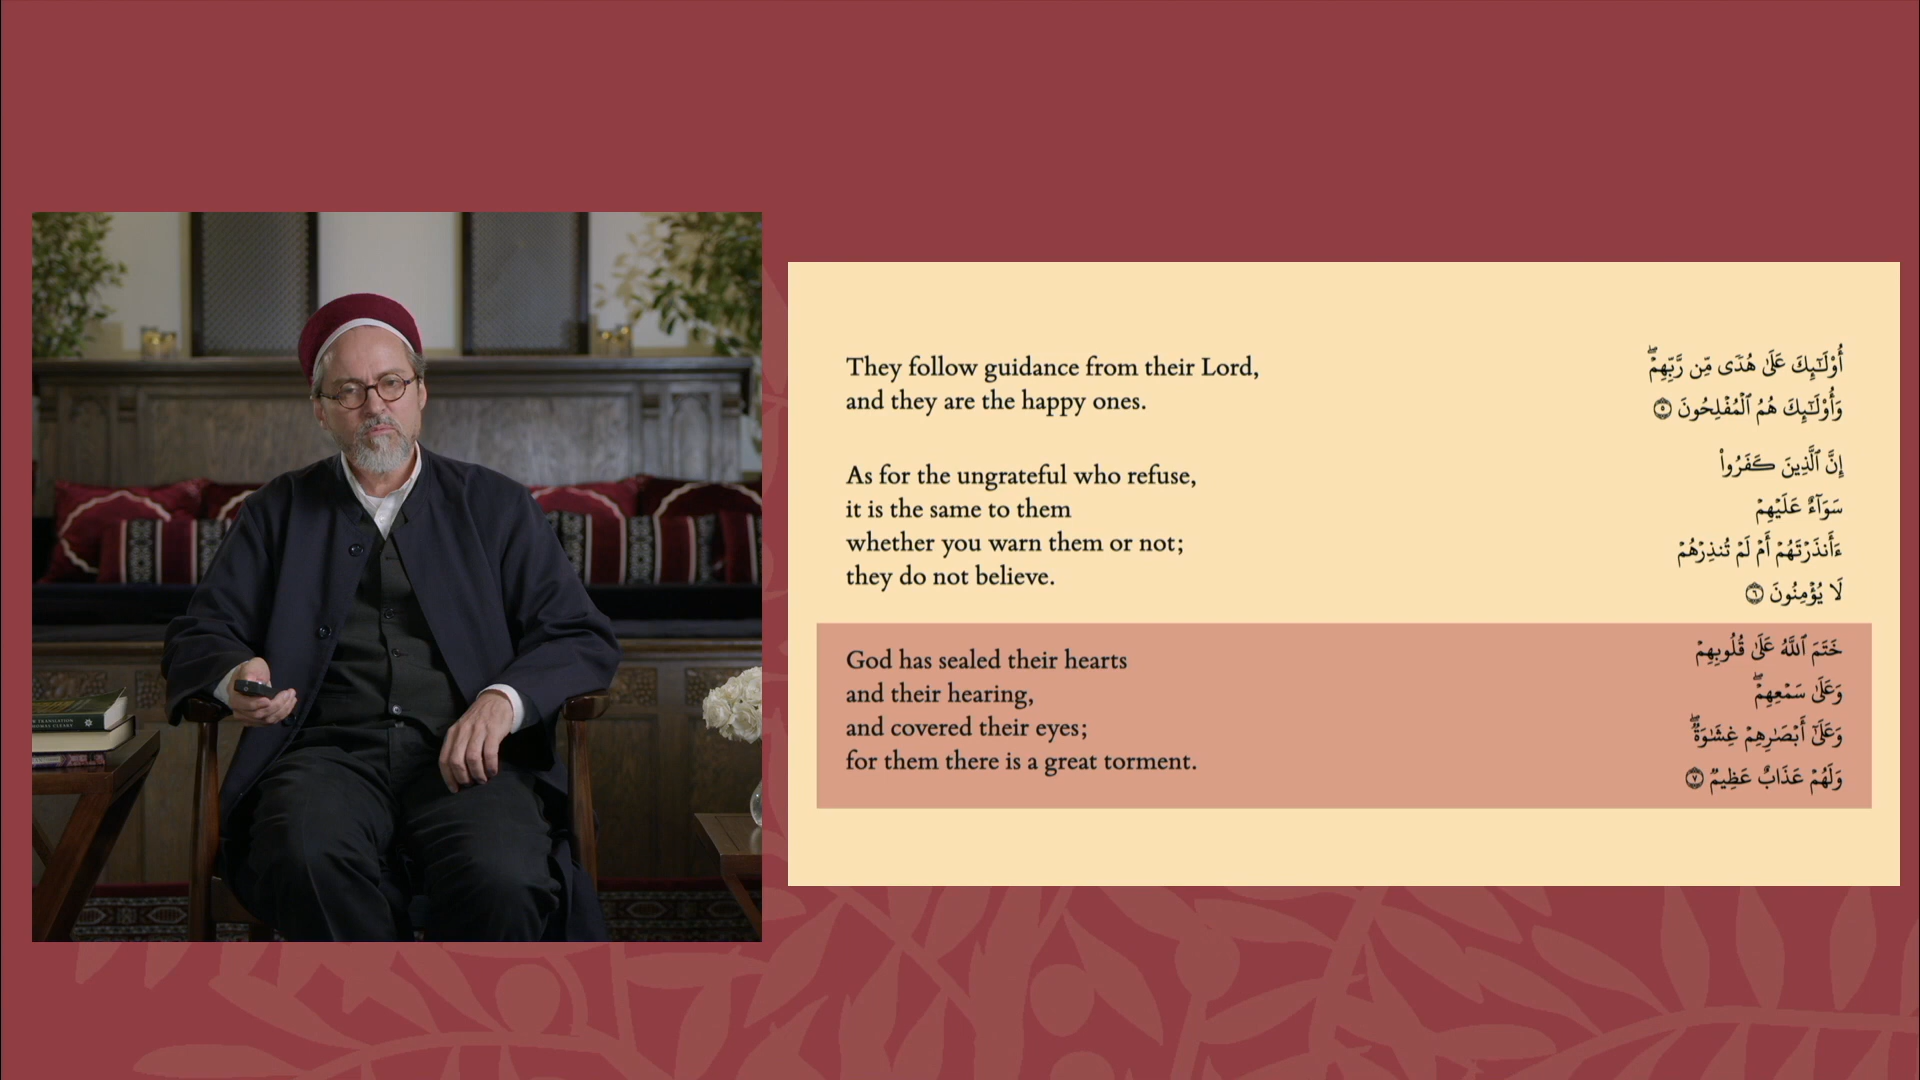 They follow guidance from their Lord,
and they are the happy ones.
As for the ungrateful who refuse,
it is the same to them
whether you warn them or not;
they do not believe.
God has sealed their hearts
and their hearing,
and covered their eyes;
for them there is a great torment.
أُوْلَـٰٓئِكَ عَلَىٰ هُدًى مِّن رَّبِّهِمْۖ
وَأُوْلَـٰٓئِكَ هُمُ ٱلْمُفْلِحُونَ ٥
إِنَّ ٱلَّذِينَ كَفَرُوا۟
سَوَآءٌ عَلَيْهِمْ
ءَأَنذَرْتَهُمْ أَمْ لَمْ تُنذِرْهُمْ
لَا يُؤْمِنُونَ ٦
خَتَمَ ٱللَّهُ عَلَىٰ قُلُوبِهِمْ
وَعَلَىٰ سَمْعِهِمْۖ
وَعَلَىٰٓ أَبْصَـٰرِهِمْ غِشَـٰوَةٌۖ
وَلَهُمْ عَذَابٌ عَظِيمٌ ٧
TRANSLATION
THOMAS CLEARY